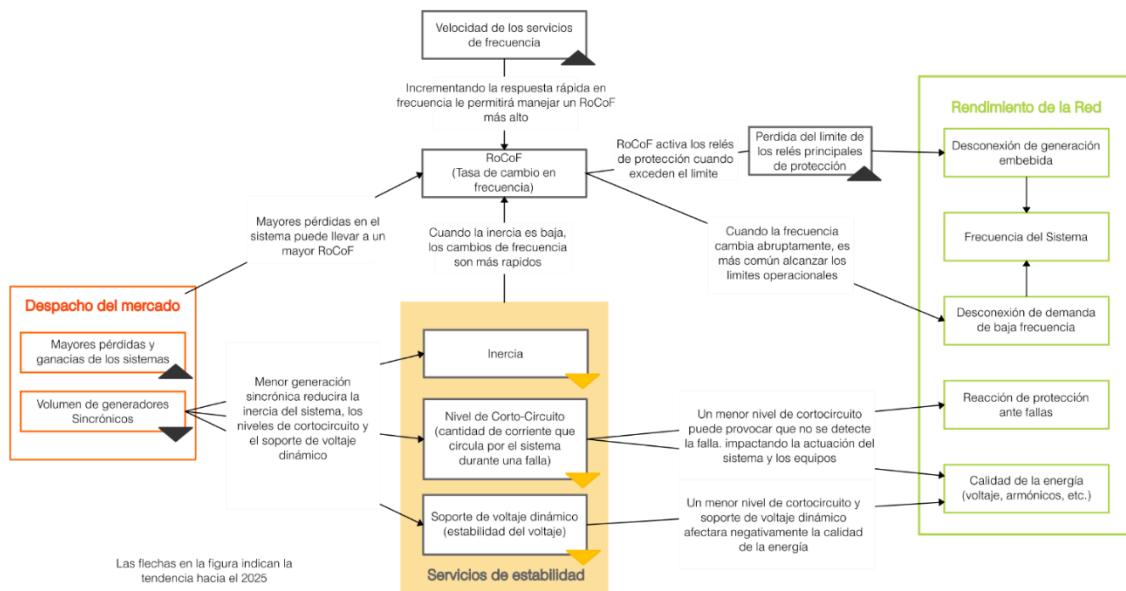 Velocidad de los servicios
de frecuencia
Incrementando la respuesta rápida en
frecuencia le permitirá manejar un RoCoF
más alto
RoCoF
(Tasa de cambio en
frecuencia)
RoCoF activa los relés
de protección cuando
exceden el limite
Perdida del limite de
los relés principales
de protección
Rendimiento de la Red
Desconexión de generación
embebida
Frecuencia del Sistema
Desconexión de demanda
de baja frecuencia
Reacción de protección
ante fallas
Calidad de la energía
(voltaje, armónicos, etc.)
Mayores pérdidas en el
sistema puede llevar a un
mayor RoCoF
Cuando la inercia es baja,
los cambios de frecuencia
son más rapidos
Cuando la frecuencia
cambia abruptamente, es
más común alcanzar los
limites operacionales
Despacho del mercado
Mayores pérdidas y
ganacias de los sistemas
Volumen de generadores
Sincrónicos
Menor generación
sincrónica reducira la
inercia del sistema, los
niveles de cortocircuito y
el soporte de voltaje
dinámico
Inercia
Nivel de Corto-Circuito
(cantidad de corriente que
circula por el sistema
durante una falla)
Soporte de voltaje dinámico
(estabilidad del voltaje)
Servicios de estabilidad
Un menor nivel de cortocircuito
puede provocar que no se detecte
la falla. impactando la actuación del
sistema y los equipos
Un menor nivel de cortocircuito y
soporte de voltaje dinámico
afectara negativamente la calidad
de la energía
Las flechas en la figura indican la
tendencia hacia el 2025